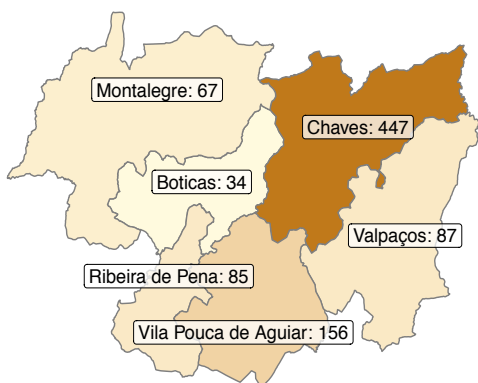 Montalegre: 67
Chaves: 447
Boticas: 34
Valpaços: 87
Ribeira de Pena: 85
Vila Pouca de Aguiar: 156